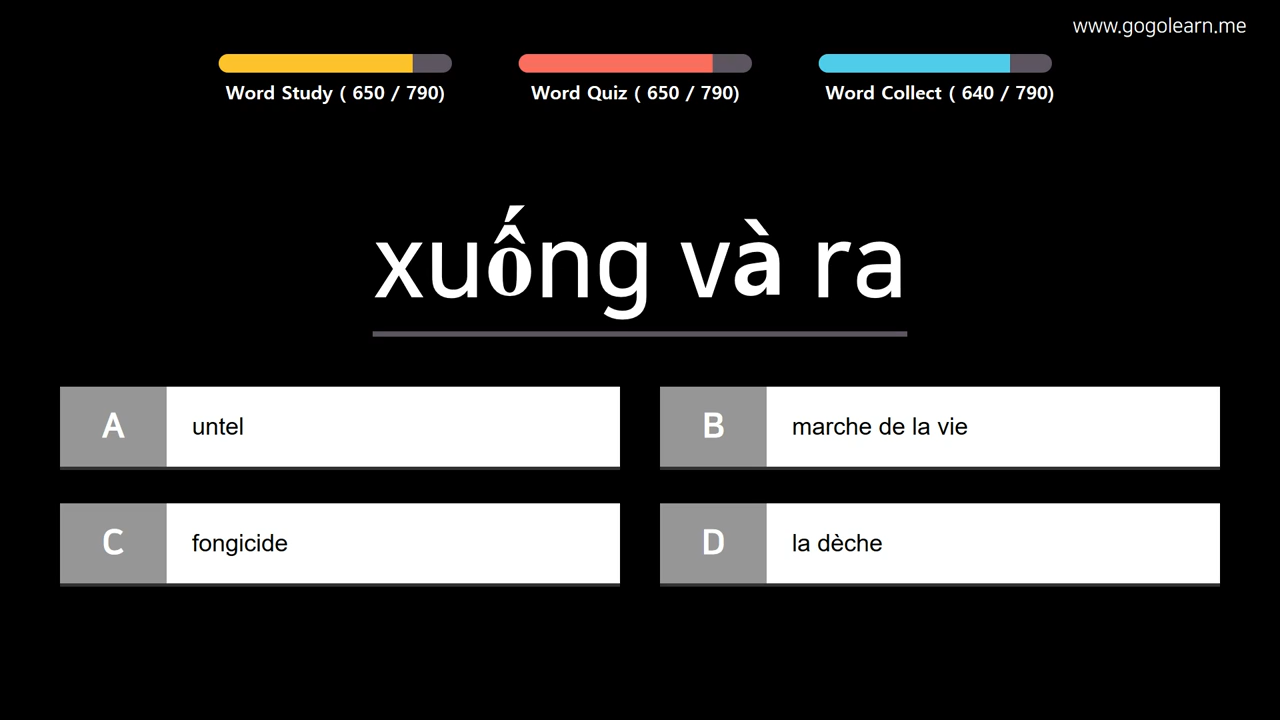 www.gogolearn.me
Word Study ( 650 / 790)
Word Quiz ( 650 / 790)
Word Collect ( 640 / 790)
xuống và ra
A untel
B marche de la vie
C fongicide
D la dèche